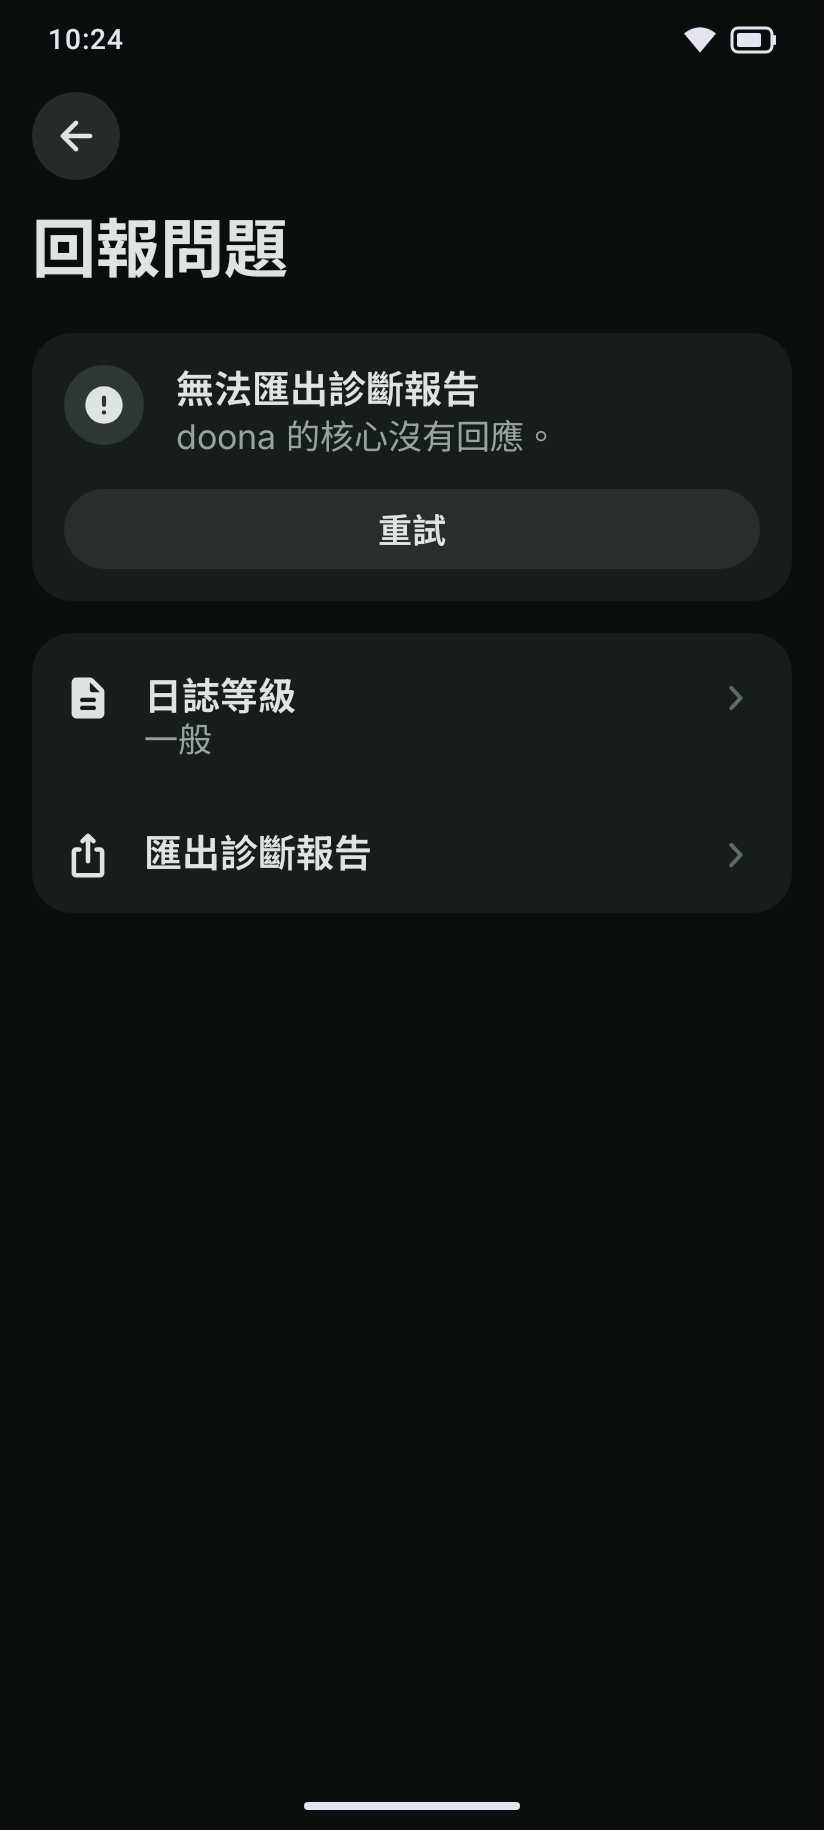 10:24
回報問題
無法匯出診斷報告
doona 的核心沒有回應。
重試
日誌等級
一般
匯出診斷報告